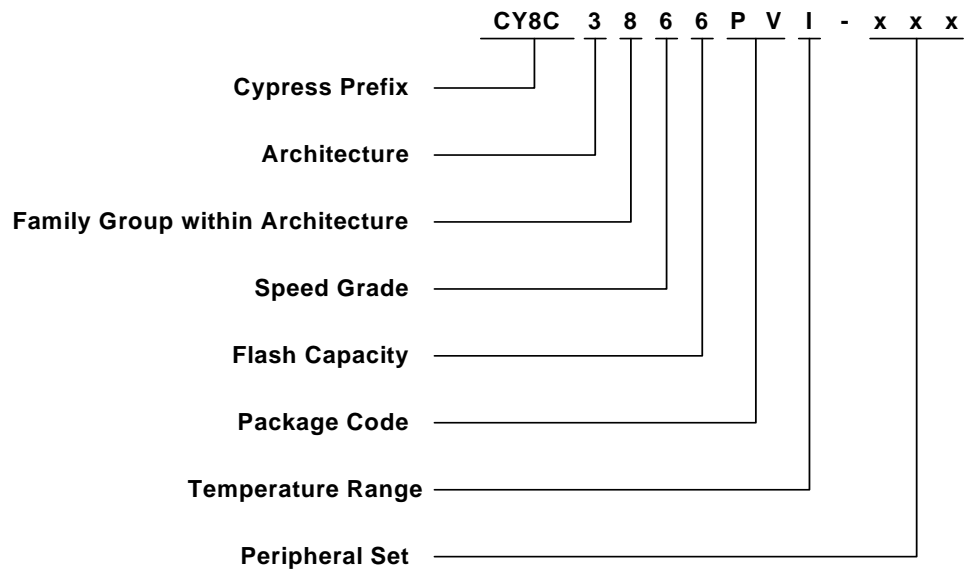 CY8C 3 8 6 6 P V I - x x x
Cypress Prefix
Architecture
Family Group within Architecture
Speed Grade
Flash Capacity
Package Code
Temperature Range
Peripheral Set